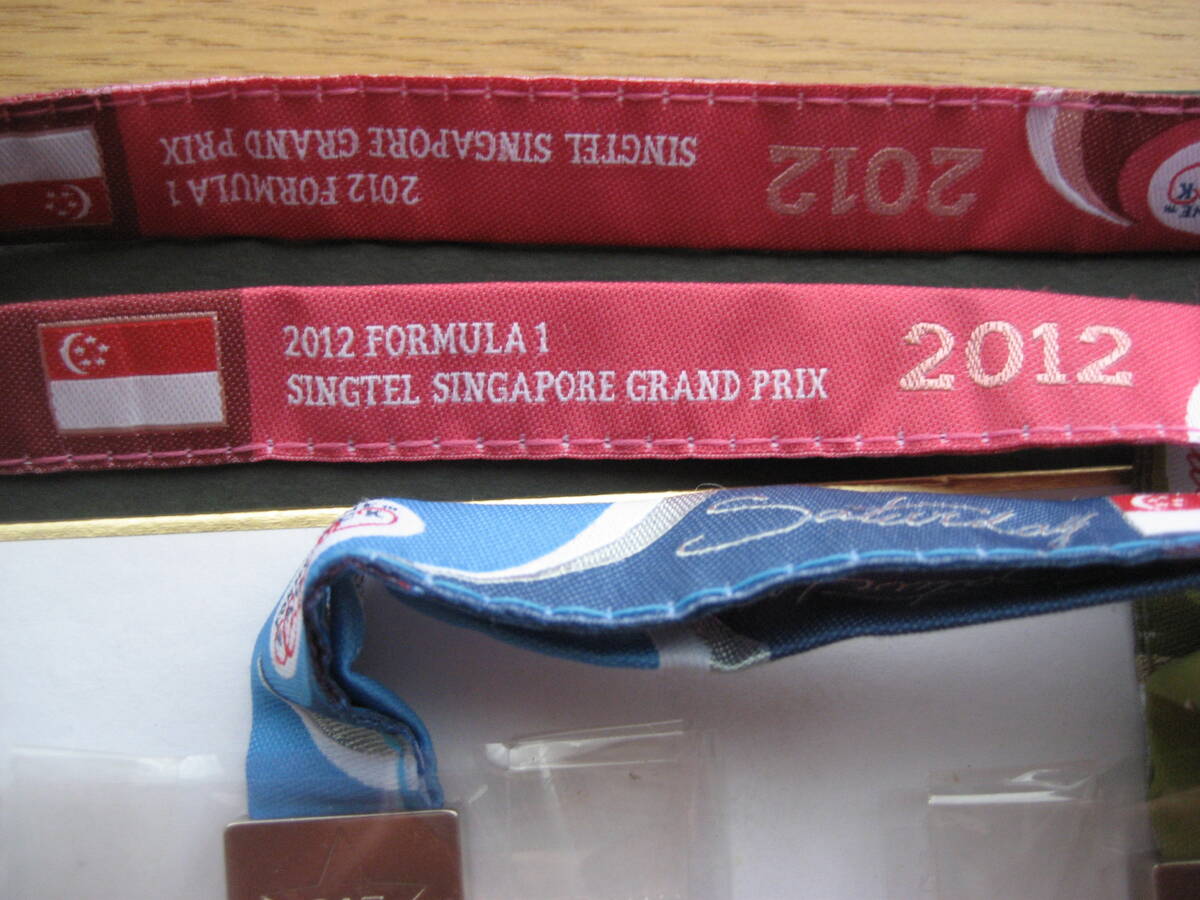 2012 FORMULA 1
SINGTEL SINGAPORE GRAND PRIX
2012
2012 FORMULA 1
SINGTEL SINGAPORE GRAND PRIX
2012
Saturday